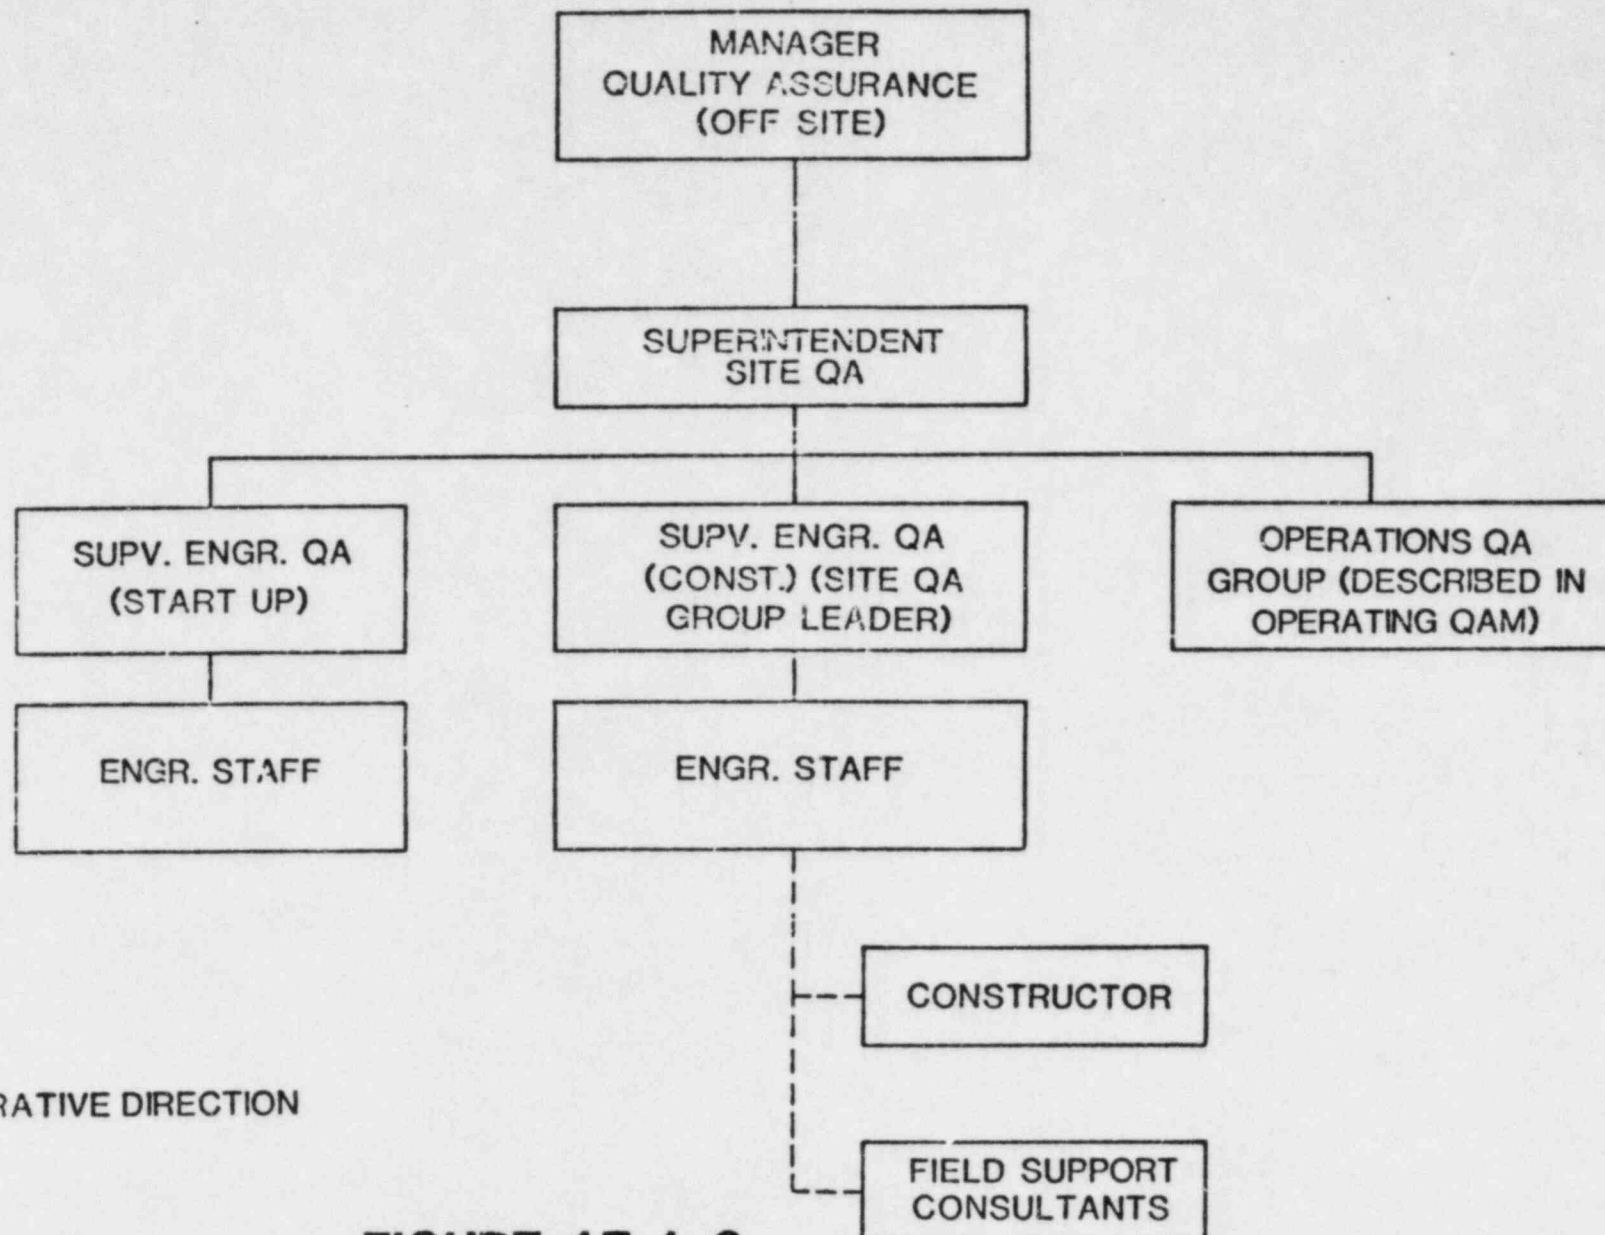 MANAGER
QUALITY ASSURANCE
(OFF SITE)
SUPERINTENDENT
SITE QA
SUPV. ENGR. QA
(START UP)
SUPV. ENGR. QA
(CONST.) (SITE QA
GROUP LEADER)
OPERATIONS QA
GROUP (DESCRIBED IN
OPERATING QAM)
ENGR. STAFF
ENGR. STAFF
CONSTRUCTOR
RATIVE DIRECTION
FIELD SUPPORT
CONSULTANTS